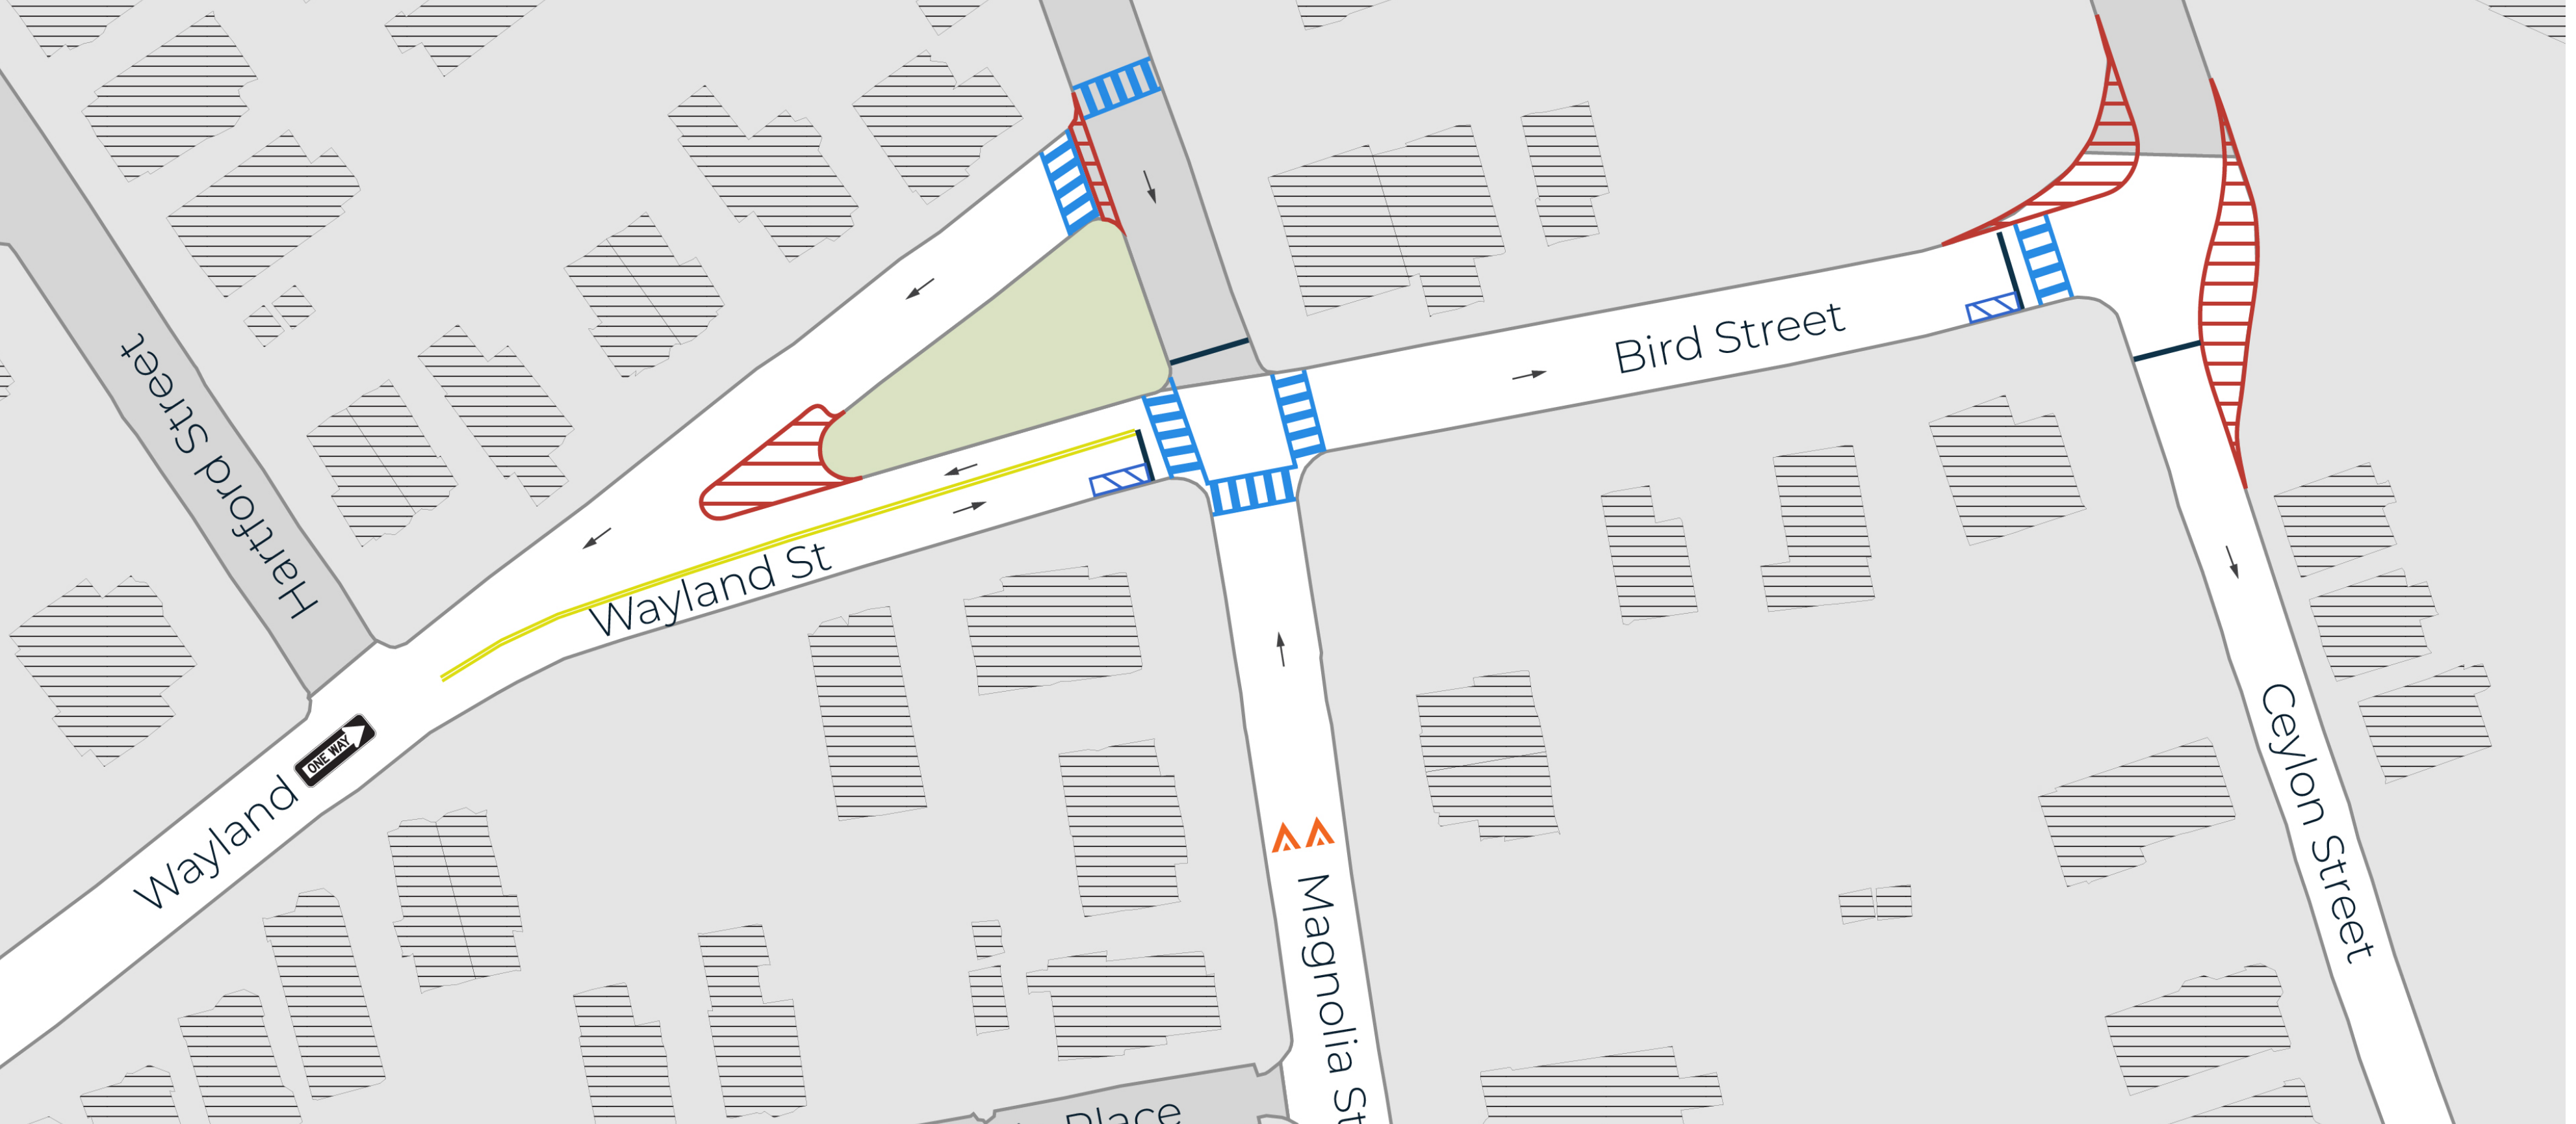 Bird Street
Hartford Street
Wayland St
Wayland
ONE WAY
Ceylon Street
Magnolia St
Place